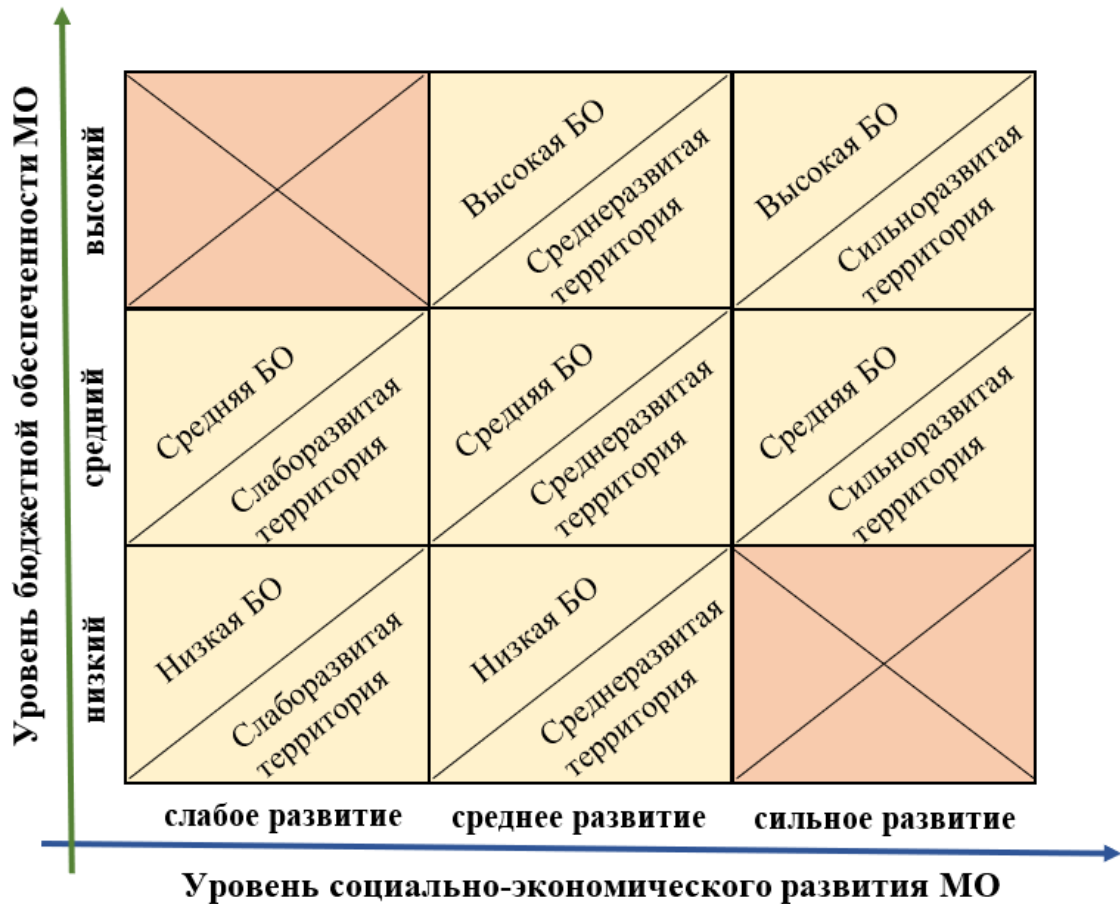 Уровень бюджетной обеспеченности МО
высокий
Высокая БО
Среднеразвитая
территория
Высокая БО
Сильноразвитая
территория
средний
Средняя БО
Слаборазвитая
территория
Средняя БО
Среднеразвитая
территория
Средняя БО
Сильноразвитая
территория
низкий
Низкая БО
Слаборазвитая
территория
Низкая БО
Среднеразвитая
территория
слабое развитие
среднее развитие
сильное развитие
Уровень социально-экономического развития МО